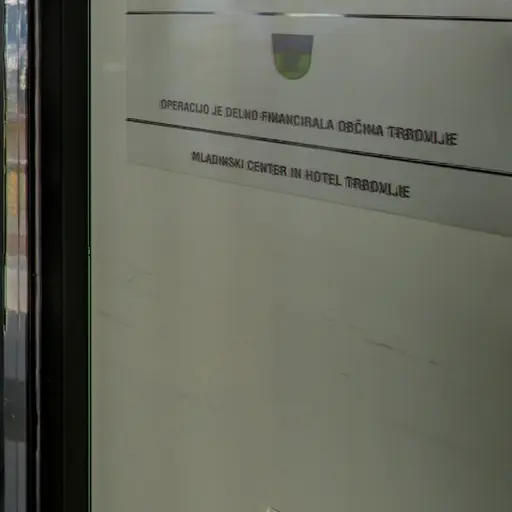 OPERACIJO JE DELNO FINANCIRALA OBČINA TRBOVLJE
MLADINSKI CENTER IN HOTEL TRBOVLJE